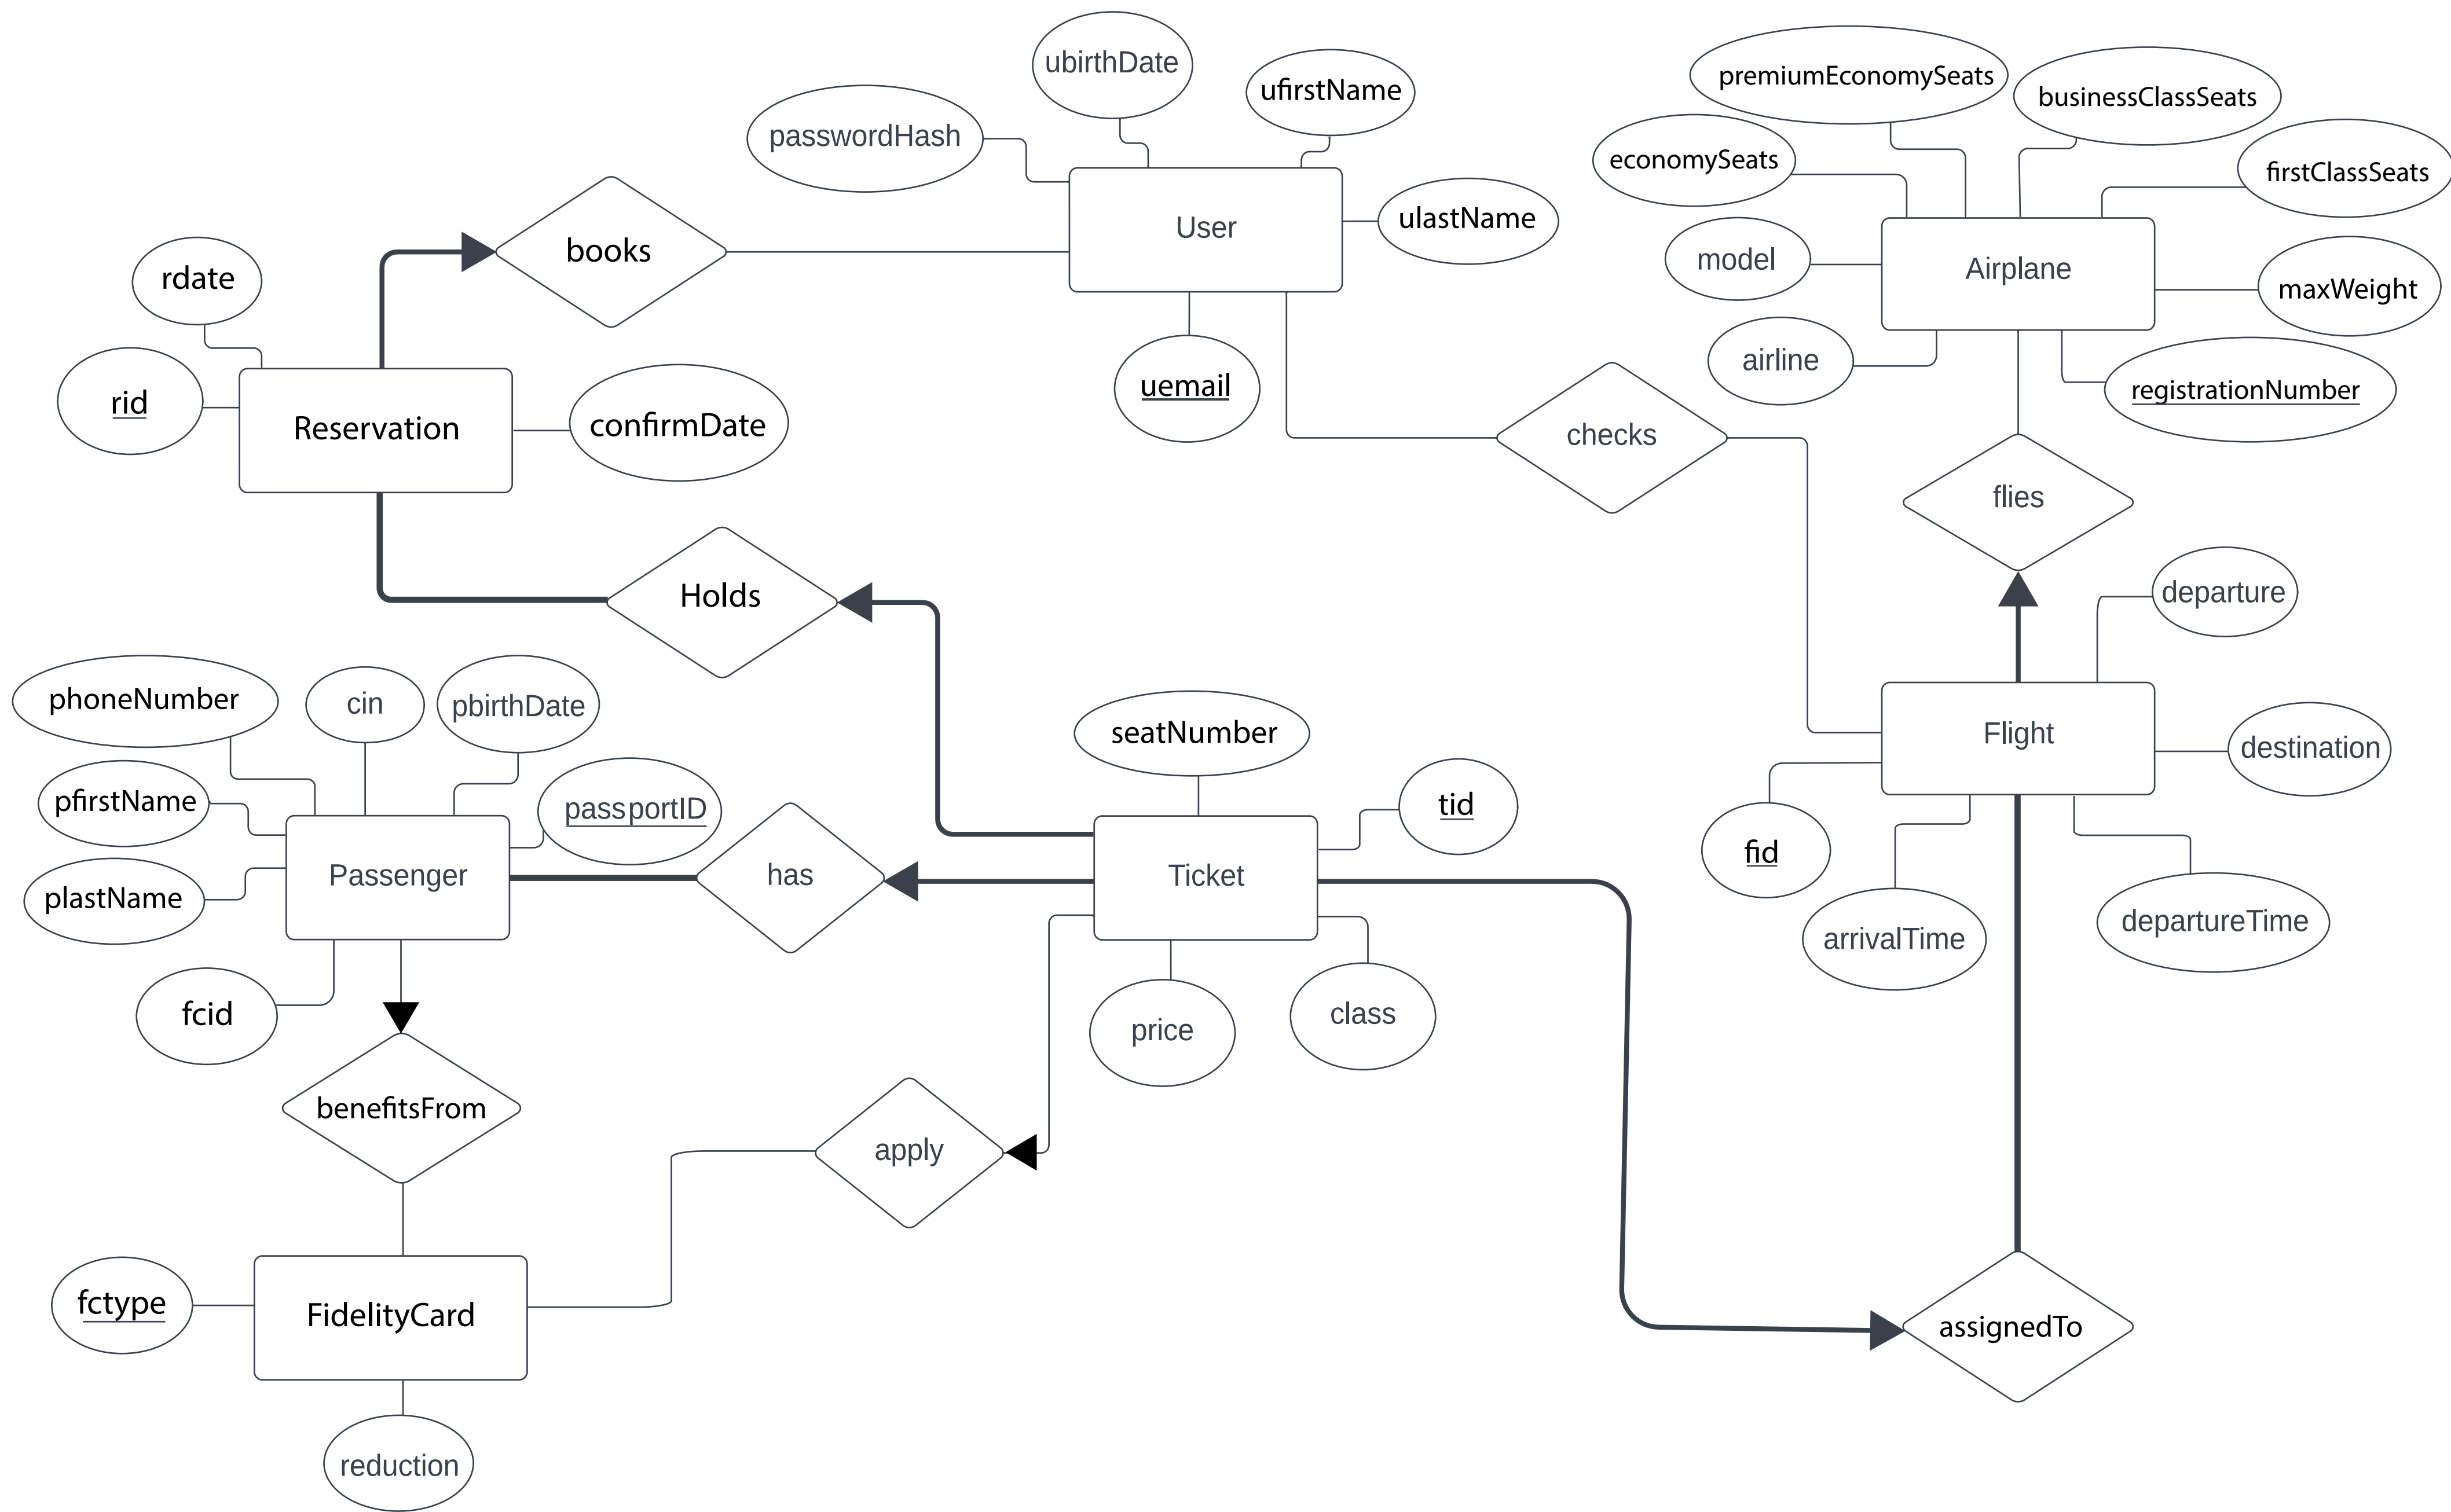 ubirthDate
ufirstName
premiumEconomySeats
businessClassSeats
passwordHash
economySeats
firstClassSeats
User
ulastName
books
rdate
model
Airplane
maxWeight
airline
uemail
registrationNumber
rid
Reservation
confirmDate
checks
flies
Holds
departure
phoneNumber
cin
pbirthDate
seatNumber
Flight
destination
pfirstName
passportID
tid
fid
plastName
Passenger
has
Ticket
arrivalTime
departureTime
fcid
price
class
benefitsFrom
apply
fctype
FidelityCard
assignedTo
reduction